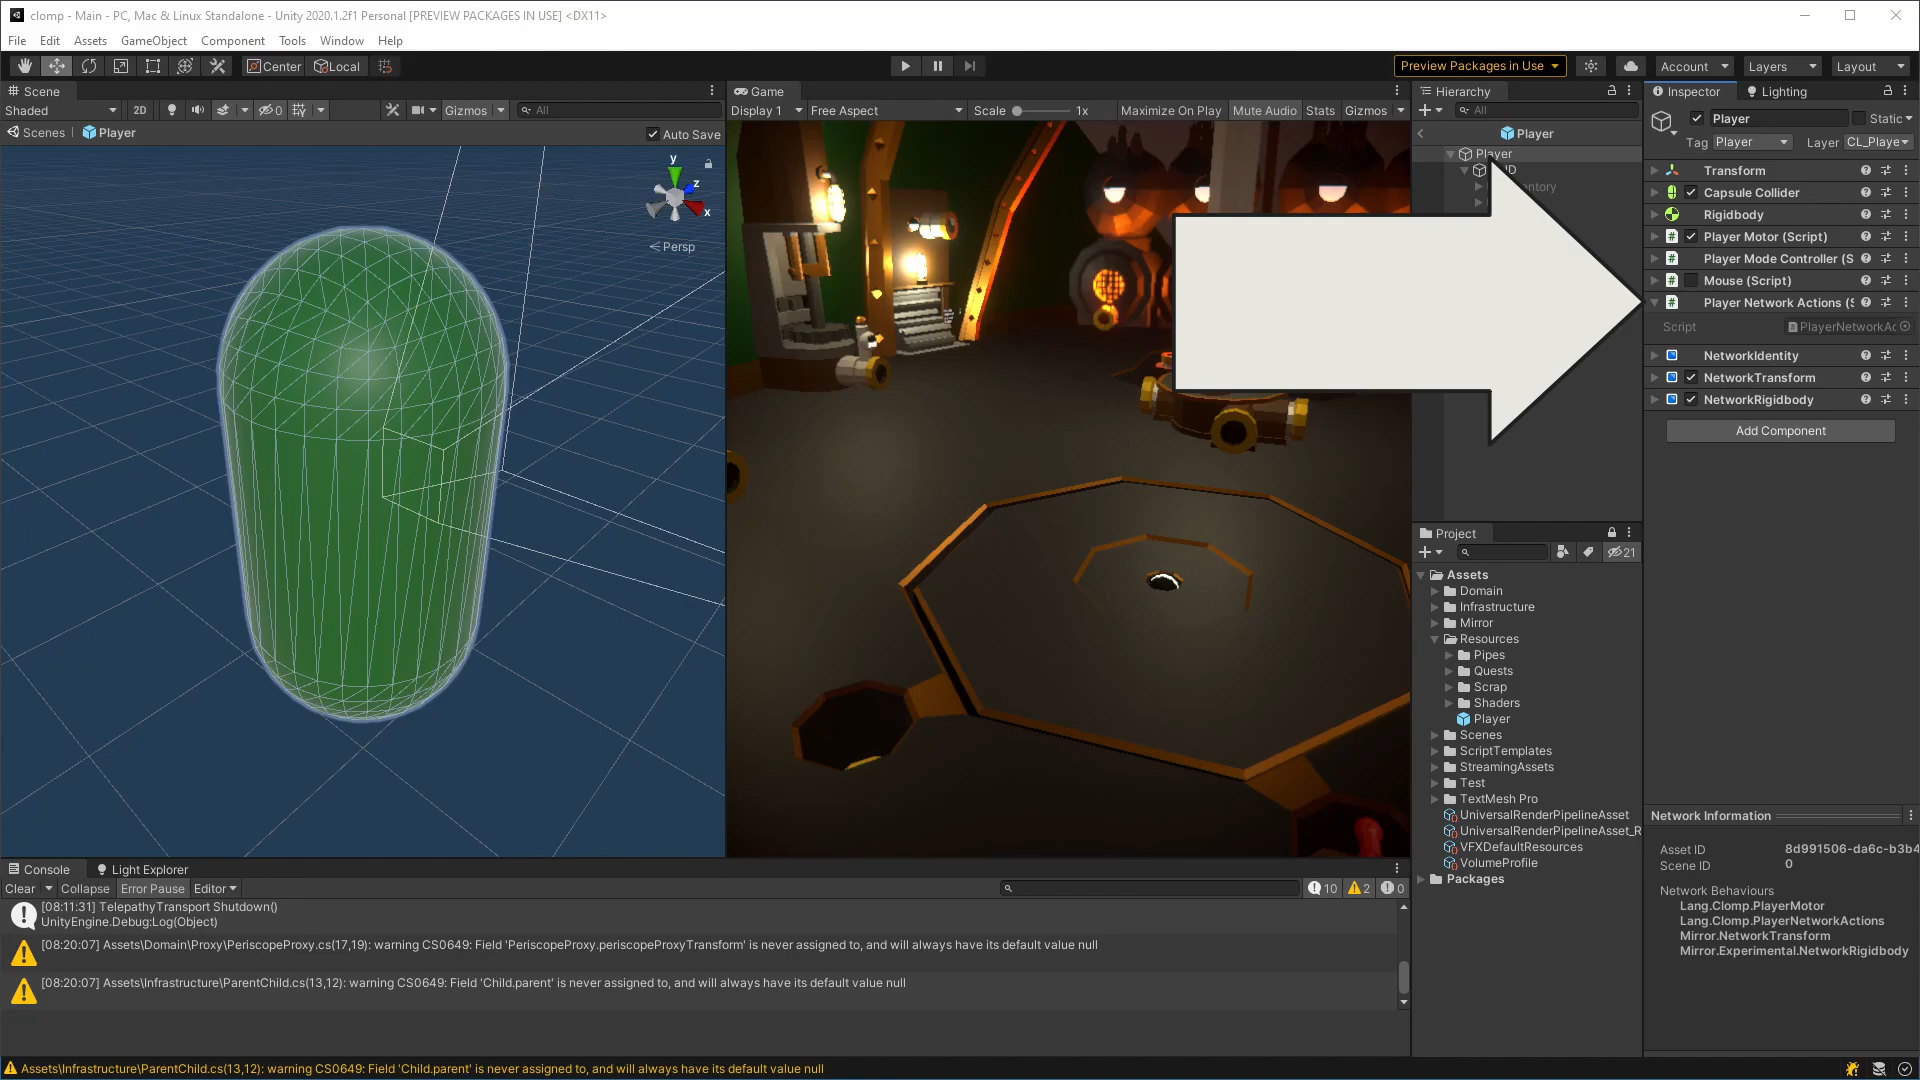 clomp - Main - PC, Mac & Linux Standalone - Unity 2020.1.2f1 Personal [PREVIEW PACKAGES IN USE] <DX11>
File Edit Assets GameObject Component Tools Window Help
Center Local Preview Packages in Use Account Layers Layout
Scene
Shaded 2D 0 Gizmos All
Scenes Player Auto Save
y
z
x
Persp
Game
Display 1 Free Aspect Scale 1x Maximize On Play Mute Audio Stats Gizmos
Hierarchy
All
Player
Player
Project
21
Assets
Domain
Infrastructure
Mirror
Resources
Pipes
Quests
Scrap
Shaders
Player
Scenes
ScriptTemplates
StreamingAssets
Test
TextMesh Pro
UniversalRenderPipelineAsset
UniversalRenderPipelineAsset_R
VFXDefaultResources
VolumeProfile
Packages
Inspector Lighting
Player Static
Tag Player Layer CL_Playe
Transform
Capsule Collider
Rigidbody
Player Motor (Script)
Player Mode Controller (S
Mouse (Script)
Player Network Actions (S
Script PlayerNetworkAc
NetworkIdentity
NetworkTransform
NetworkRigidbody
Add Component
Network Information
Asset ID 8d991506-da6c-b3b4
Scene ID 0
Network Behaviours
Lang.Clomp.PlayerMotor
Lang.Clomp.PlayerNetworkActions
Mirror.NetworkTransform
Mirror.Experimental.NetworkRigidbody
Console Light Explorer
Clear Collapse Error Pause Editor 10 2 0
[08:11:31] TelepathyTransport Shutdown()
UnityEngine.Debug:Log(Object)
[08:20:07] Assets\Domain\Proxy\PeriscopeProxy.cs(17,19): warning CS0649: Field 'PeriscopeProxy.periscopeProxyTransform' is never assigned to, and will always have its default value null
[08:20:07] Assets\Infrastructure\ParentChild.cs(13,12): warning CS0649: Field 'Child.parent' is never assigned to, and will always have its default value null
Assets\Infrastructure\ParentChild.cs(13,12): warning CS0649: Field 'Child.parent' is never assigned to, and will always have its default value null